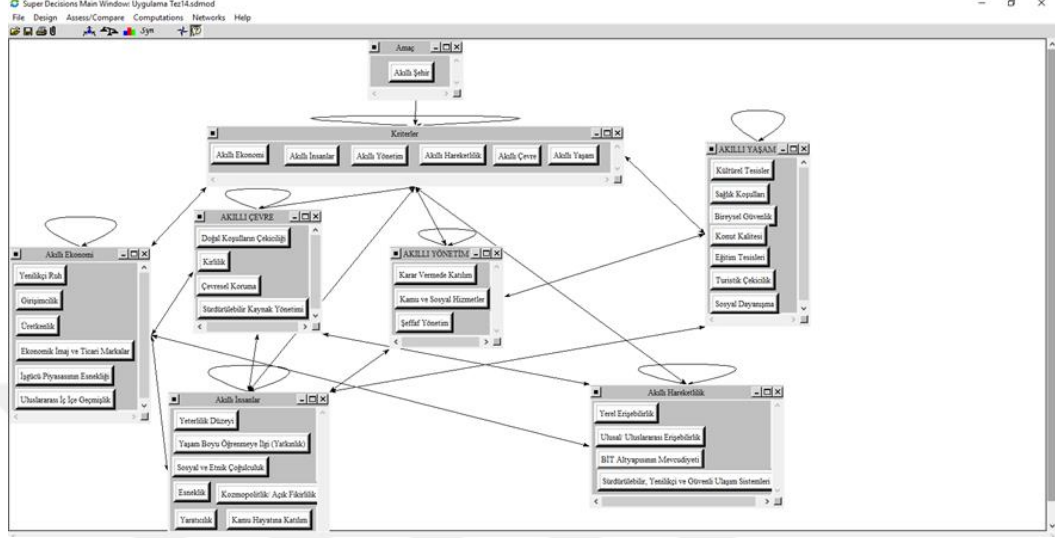 Super Decisions Main Window: Uygulama Tez14.sdmod
File Design Assess/Compare Computations Networks Help
Syn
Amaç
Akıllı Şehir
Kriterler
Akıllı Ekonomi Akıllı İnsanlar Akıllı Yönetim Akıllı Hareketlilik Akıllı Çevre Akıllı Yaşam
AKILLI YAŞAM
Kültürel Tesisler
Sağlık Koşulları
Bireysel Güvenlik
Konut Kalitesi
Eğitim Tesisleri
Turistik Çekicilik
Sosyal Dayanışma
AKILLI ÇEVRE
Doğal Koşulların Çekiciliği
Kirlilik
Çevresel Koruma
Sürdürülebilir Kaynak Yönetimi
AKILLI YÖNETİM
Karar Vermede Katılım
Kamu ve Sosyal Hizmetler
Şeffaf Yönetim
Akıllı Ekonomi
Yenilikçi Ruh
Girişimcilik
Üretkenlik
Ekonomik İmaj ve Ticari Markalar
İşgücü Piyasasının Esnekliği
Uluslararası İç İçe Geçmişlik
Akıllı İnsanlar
Yeterlilik Düzeyi
Yaşam Boyu Öğrenmeye İlgi (Yatkınlık)
Sosyal ve Etnik Çoğulculuk
Esneklik Kozmopolitlik/ Açık Fikirlilik
Yaratıcılık Kamu Hayatına Katılım
Akıllı Hareketlilik
Yerel Erişebilirlik
Ulusal/ Uluslararası Erişebilirlik
BİT Altyapısının Mevcudiyeti
Sürdürülebilir, Yenilikçi ve Güvenli Ulaşım Sistemleri